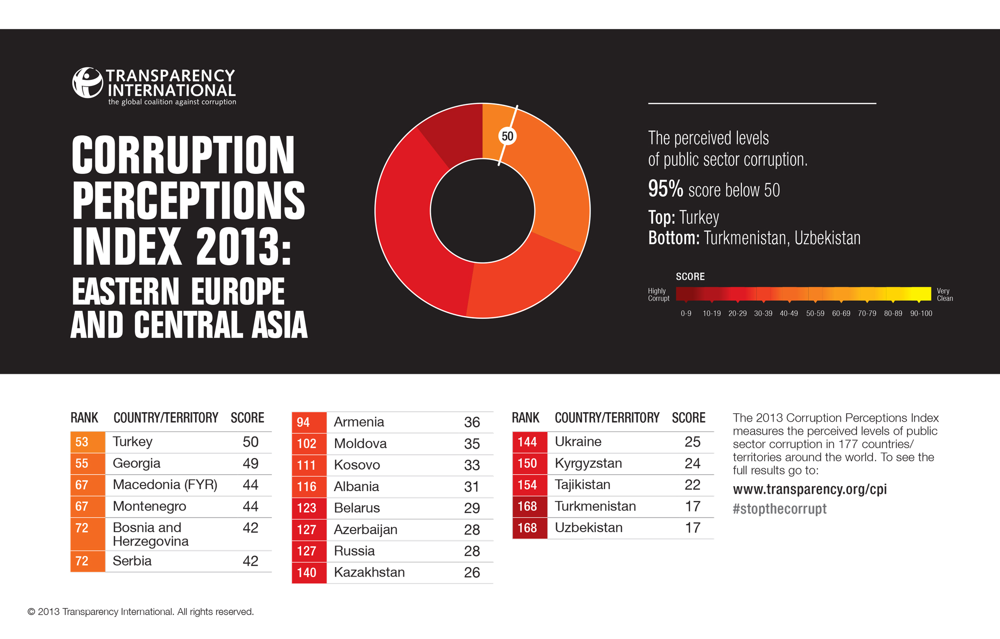 TRANSPARENCY
INTERNATIONAL
the global coalition against corruption
CORRUPTION
PERCEPTIONS
INDEX 2013:
EASTERN EUROPE
AND CENTRAL ASIA
50
The perceived levels
of public sector corruption.
95% score below 50
Top: Turkey
Bottom: Turkmenistan, Uzbekistan
SCORE
Highly
Corrupt
Very
Clean
0-9 10-19 20-29 30-39 40-49 50-59 60-69 70-79 80-89 90-100
RANK COUNTRY/TERRITORY SCORE
53 Turkey 50
55 Georgia 49
67 Macedonia (FYR) 44
67 Montenegro 44
72 Bosnia and 42
Herzegovina
72 Serbia 42
94 Armenia 36
102 Moldova 35
111 Kosovo 33
116 Albania 31
123 Belarus 29
127 Azerbaijan 28
127 Russia 28
140 Kazakhstan 26
RANK COUNTRY/TERRITORY SCORE
144 Ukraine 25
150 Kyrgyzstan 24
154 Tajikistan 22
168 Turkmenistan 17
168 Uzbekistan 17
The 2013 Corruption Perceptions Index
measures the perceived levels of public
sector corruption in 177 countries/
territories around the world. To see the
full results go to:
www.transparency.org/cpi
#stopthecorrupt
© 2013 Transparency International. All rights reserved.